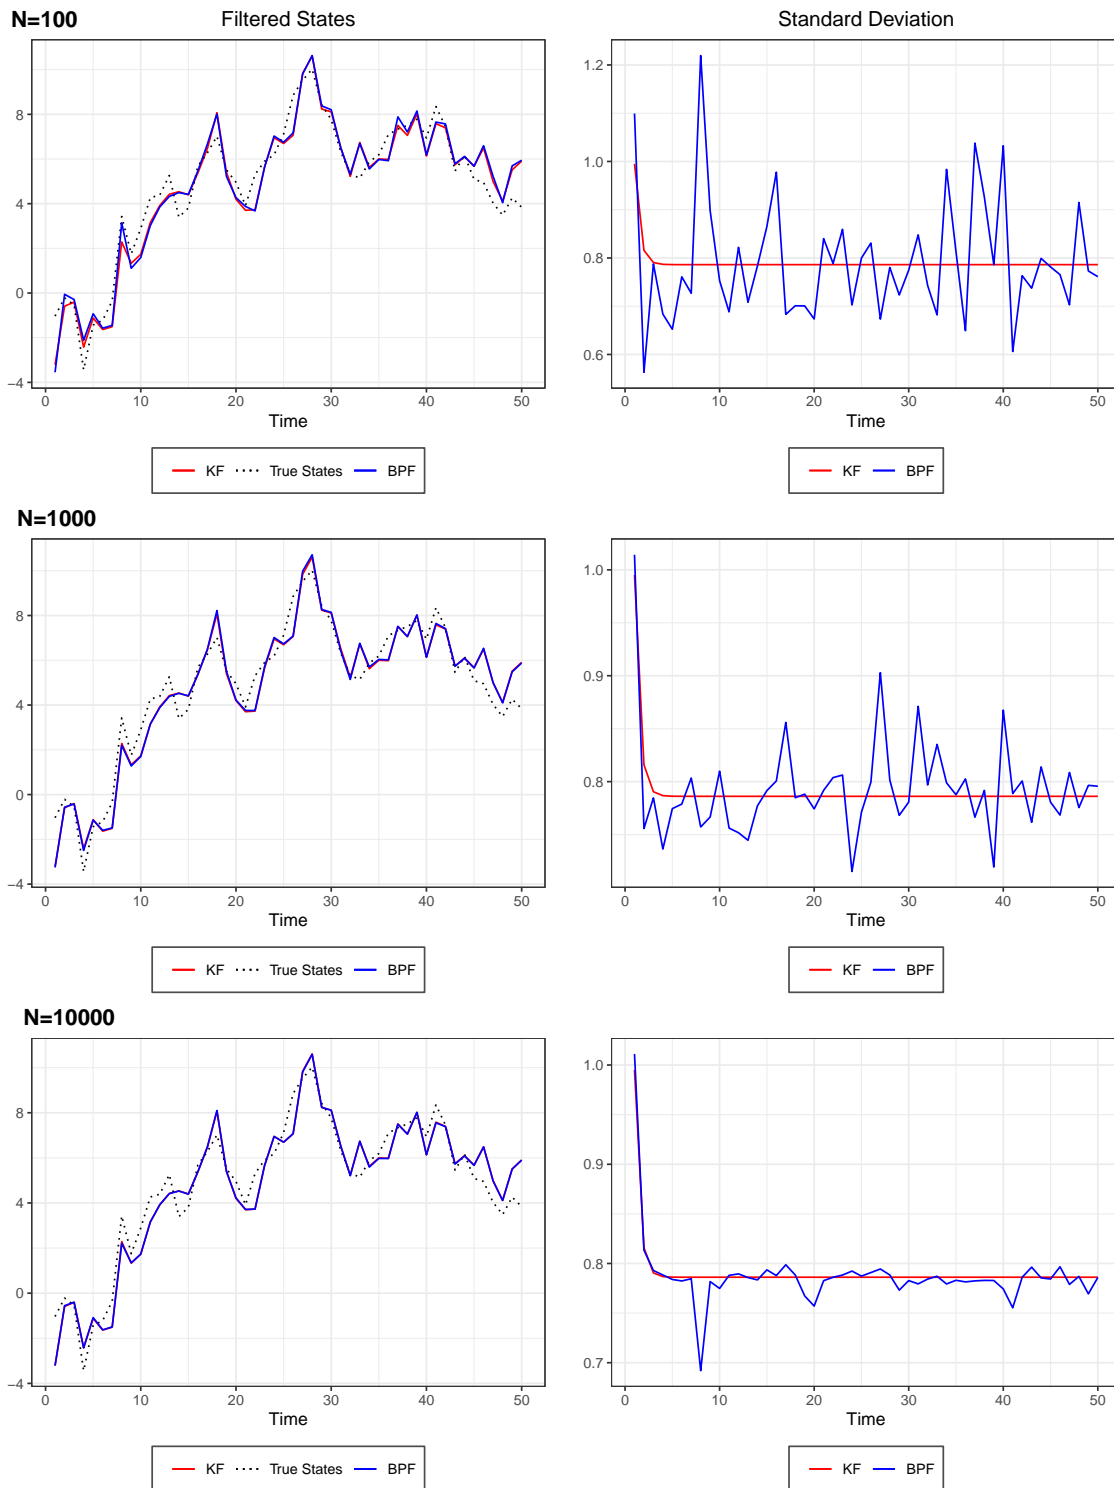 N=100
Filtered States
Standard Deviation
8
4
0
−4
0 10 20 30 40 50
Time
KF True States BPF
1.2
1.0
0.8
0.6
0 10 20 30 40 50
Time
KF BPF
N=1000
8
4
0
−4
0 10 20 30 40 50
Time
KF True States BPF
1.0
0.9
0.8
0 10 20 30 40 50
Time
KF BPF
N=10000
8
4
0
−4
0 10 20 30 40 50
Time
KF True States BPF
1.0
0.9
0.8
0.7
0 10 20 30 40 50
Time
KF BPF